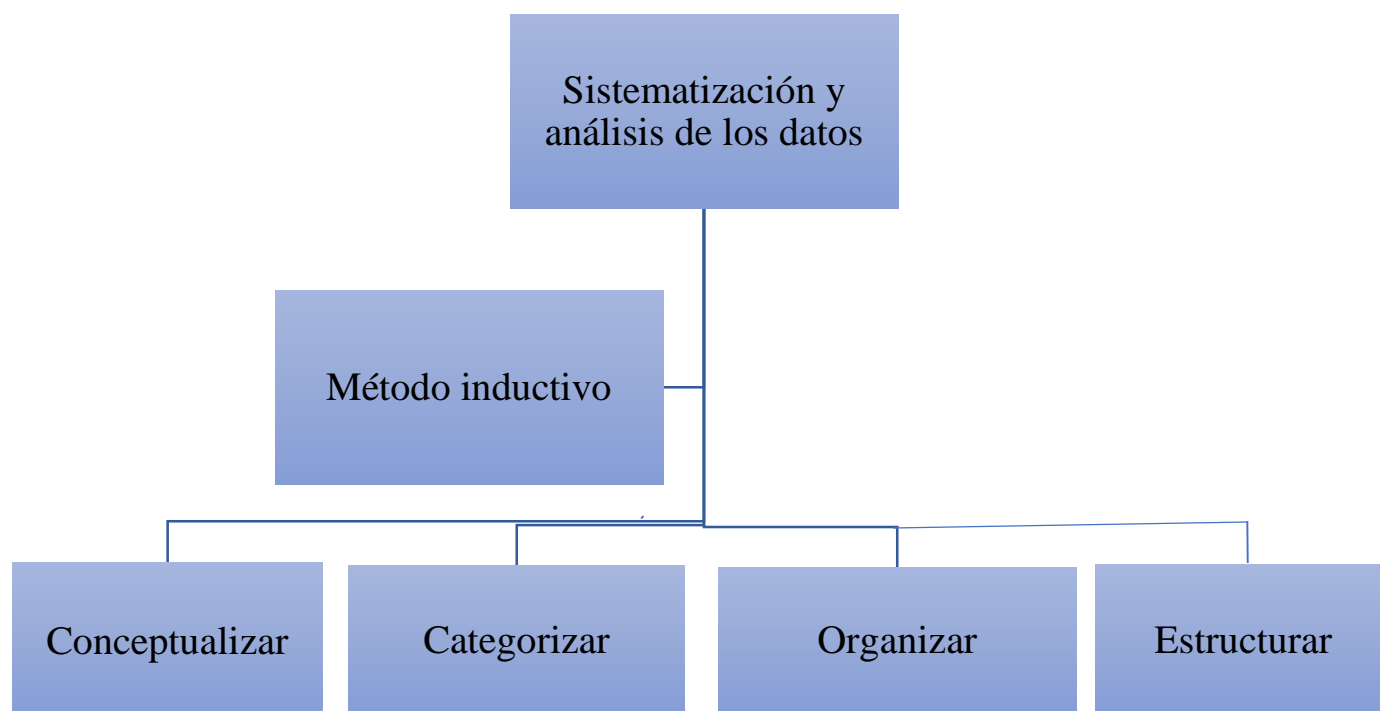 Sistematización y
análisis de los datos
Método inductivo
Conceptualizar
Categorizar
Organizar
Estructurar